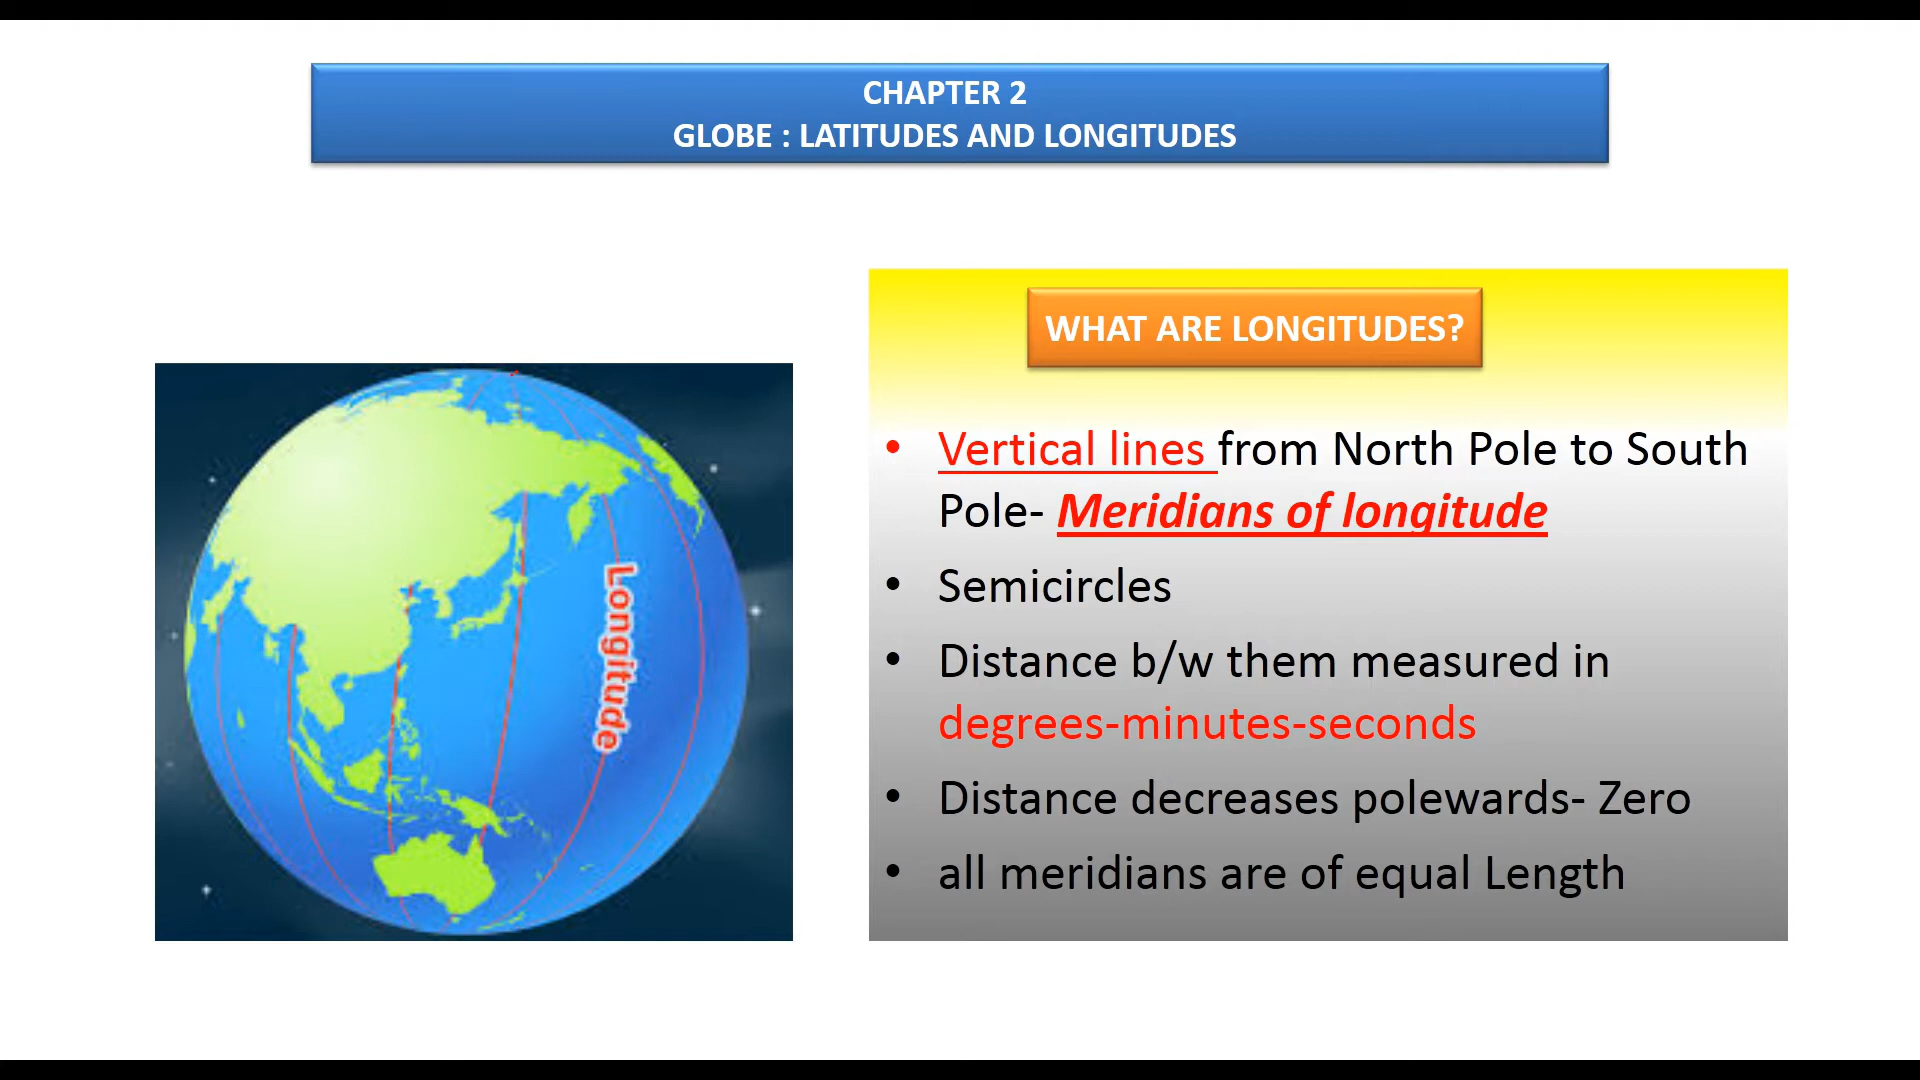 CHAPTER 2
GLOBE : LATITUDES AND LONGITUDES
WHAT ARE LONGITUDES?
• Vertical lines from North Pole to South
Pole- Meridians of longitude
• Semicircles
• Distance b/w them measured in
degrees-minutes-seconds
• Distance decreases polewards- Zero
• all meridians are of equal Length
Longitude